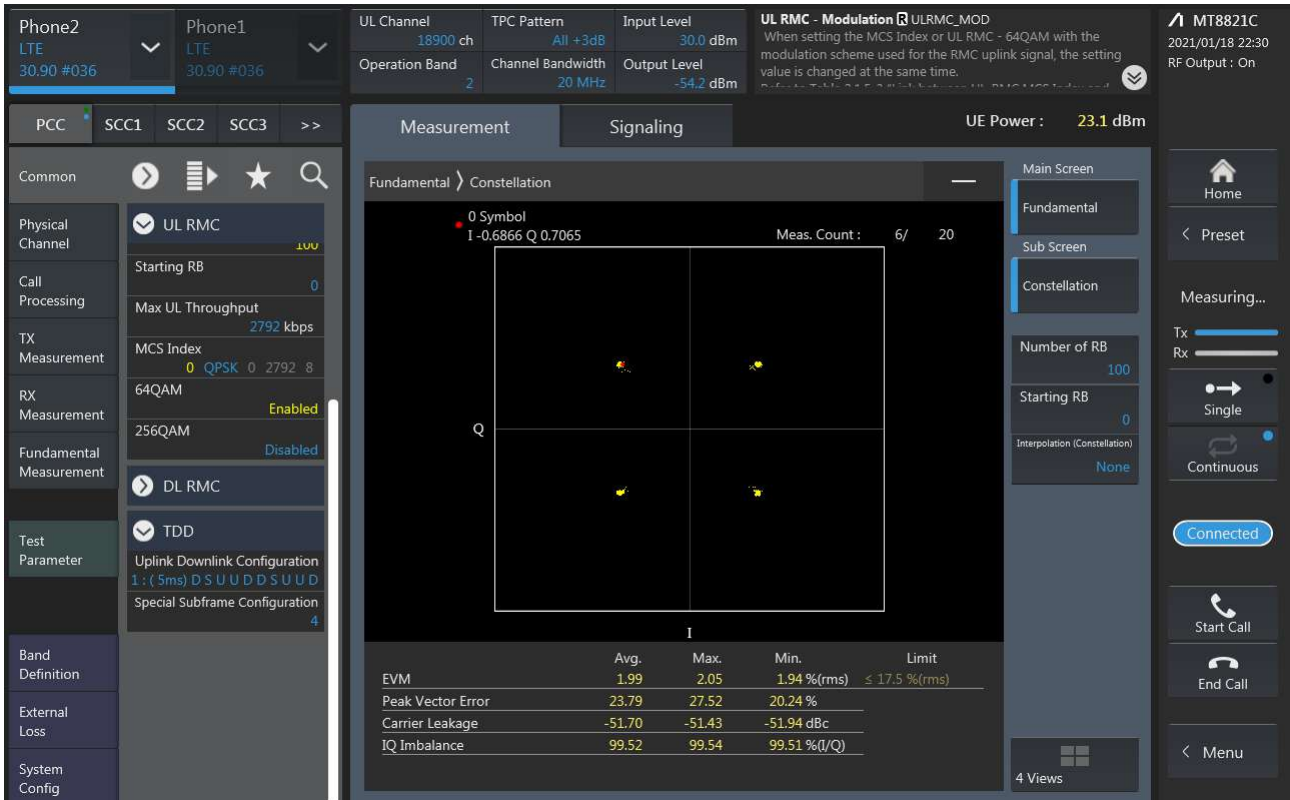 Phone2
LTE
30.90 #036
Phone1
LTE
30.90 #036
UL Channel
18900 ch
TPC Pattern
All +3dB
Input Level
30.0 dBm
Operation Band
2
Channel Bandwidth
20 MHz
Output Level
-54.2 dBm
UL RMC - Modulation R ULRMC_MOD
When setting the MCS Index or UL RMC - 64QAM with the
modulation scheme used for the RMC uplink signal, the setting
value is changed at the same time.
MT8821C
2021/01/18 22:30
RF Output : On
PCC
SCC1
SCC2
SCC3
>>
Measurement
Signaling
UE Power : 23.1 dBm
Common
Physical
Channel
Call
Processing
TX
Measurement
RX
Measurement
Fundamental
Measurement
Test
Parameter
Band
Definition
External
Loss
System
Config
UL RMC
100
Starting RB
0
Max UL Throughput
2792 kbps
MCS Index
0 QPSK 0 2792 8
64QAM
Enabled
256QAM
Disabled
DL RMC
TDD
Uplink Downlink Configuration
1 : ( 5ms) D S U U D D S U U D
Special Subframe Configuration
4
Fundamental 〉 Constellation
0 Symbol
I -0.6866 Q 0.7065
Meas. Count : 6/ 20
Q
I
Avg. Max. Min. Limit
EVM 1.99 2.05 1.94 %(rms) ≤ 17.5 %(rms)
Peak Vector Error 23.79 27.52 20.24 %
Carrier Leakage -51.70 -51.43 -51.94 dBc
IQ Imbalance 99.52 99.54 99.51 %(I/Q)
Main Screen
Fundamental
Sub Screen
Constellation
Number of RB
100
Starting RB
0
Interpolation (Constellation)
None
4 Views
Home
< Preset
Measuring...
Tx
Rx
Single
Continuous
Connected
Start Call
End Call
< Menu